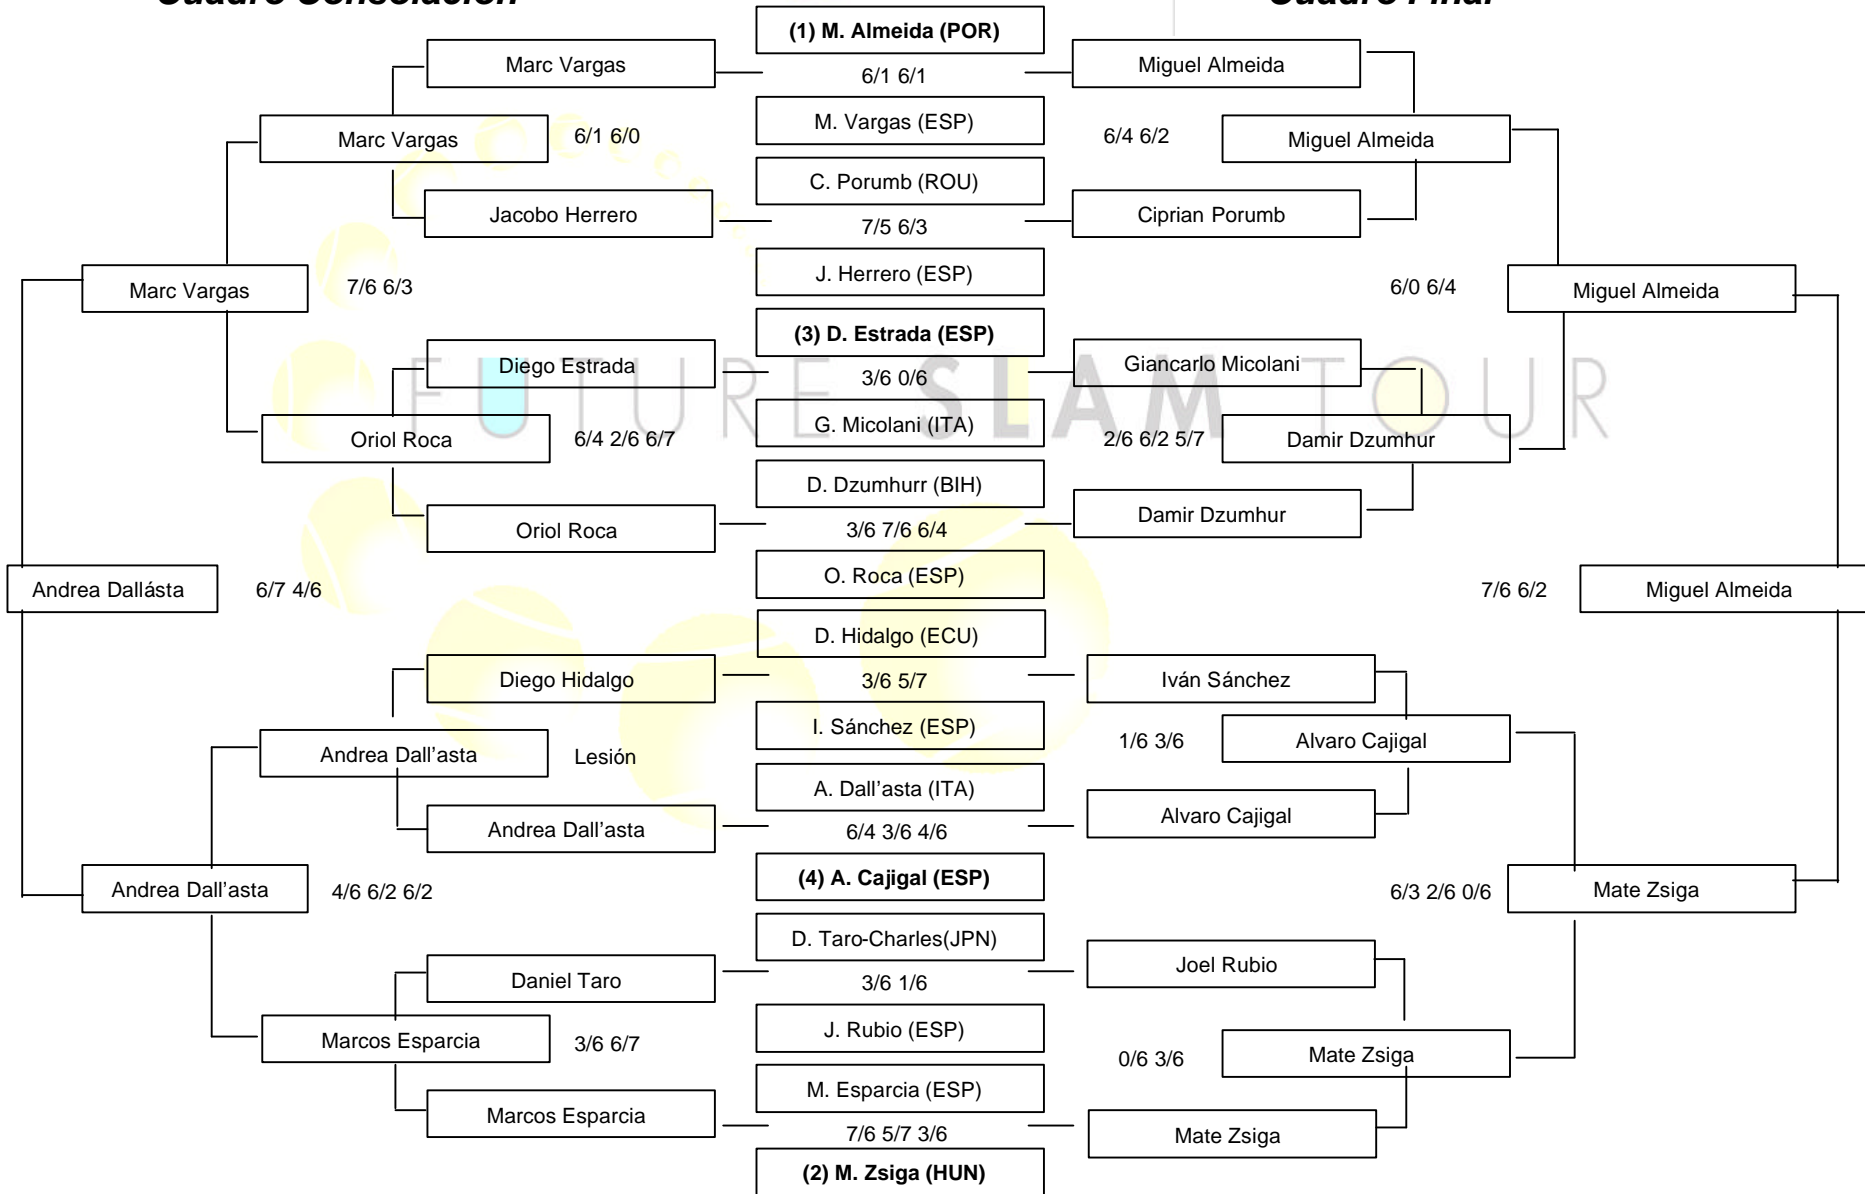 Cuadro Consolación
Cuadro Final
(1) M. Almeida (POR)
Marc Vargas
6/1 6/1
Miguel Almeida
Marc Vargas
6/1 6/0
M. Vargas (ESP)
6/4 6/2
Miguel Almeida
C. Porumb (ROU)
Jacobo Herrero
7/5 6/3
Ciprian Porumb
J. Herrero (ESP)
Marc Vargas
7/6 6/3
6/0 6/4
Miguel Almeida
(3) D. Estrada (ESP)
Diego Estrada
3/6 0/6
Giancarlo Micolani
FUTURE SLAM TOUR
Oriol Roca
6/4 2/6 6/7
G. Micolani (ITA)
2/6 6/2 5/7
Damir Dzumhur
D. Dzumhurr (BIH)
Oriol Roca
3/6 7/6 6/4
Damir Dzumhur
O. Roca (ESP)
Andrea Dallásta
6/7 4/6
7/6 6/2
Miguel Almeida
D. Hidalgo (ECU)
Diego Hidalgo
3/6 5/7
Iván Sánchez
Andrea Dall'asta
Lesión
I. Sánchez (ESP)
1/6 3/6
Alvaro Cajigal
A. Dall'asta (ITA)
Andrea Dall'asta
6/4 3/6 4/6
Alvaro Cajigal
(4) A. Cajigal (ESP)
Andrea Dall'asta
4/6 6/2 6/2
6/3 2/6 0/6
Mate Zsiga
D. Taro-Charles(JPN)
Daniel Taro
3/6 1/6
Joel Rubio
Marcos Esparcia
3/6 6/7
J. Rubio (ESP)
0/6 3/6
Mate Zsiga
M. Esparcia (ESP)
Marcos Esparcia
7/6 5/7 3/6
Mate Zsiga
(2) M. Zsiga (HUN)